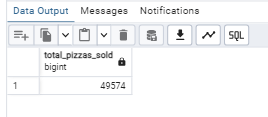 Data Output Messages Notifications
SQL
total_pizzas_sold
bigint
1 49574